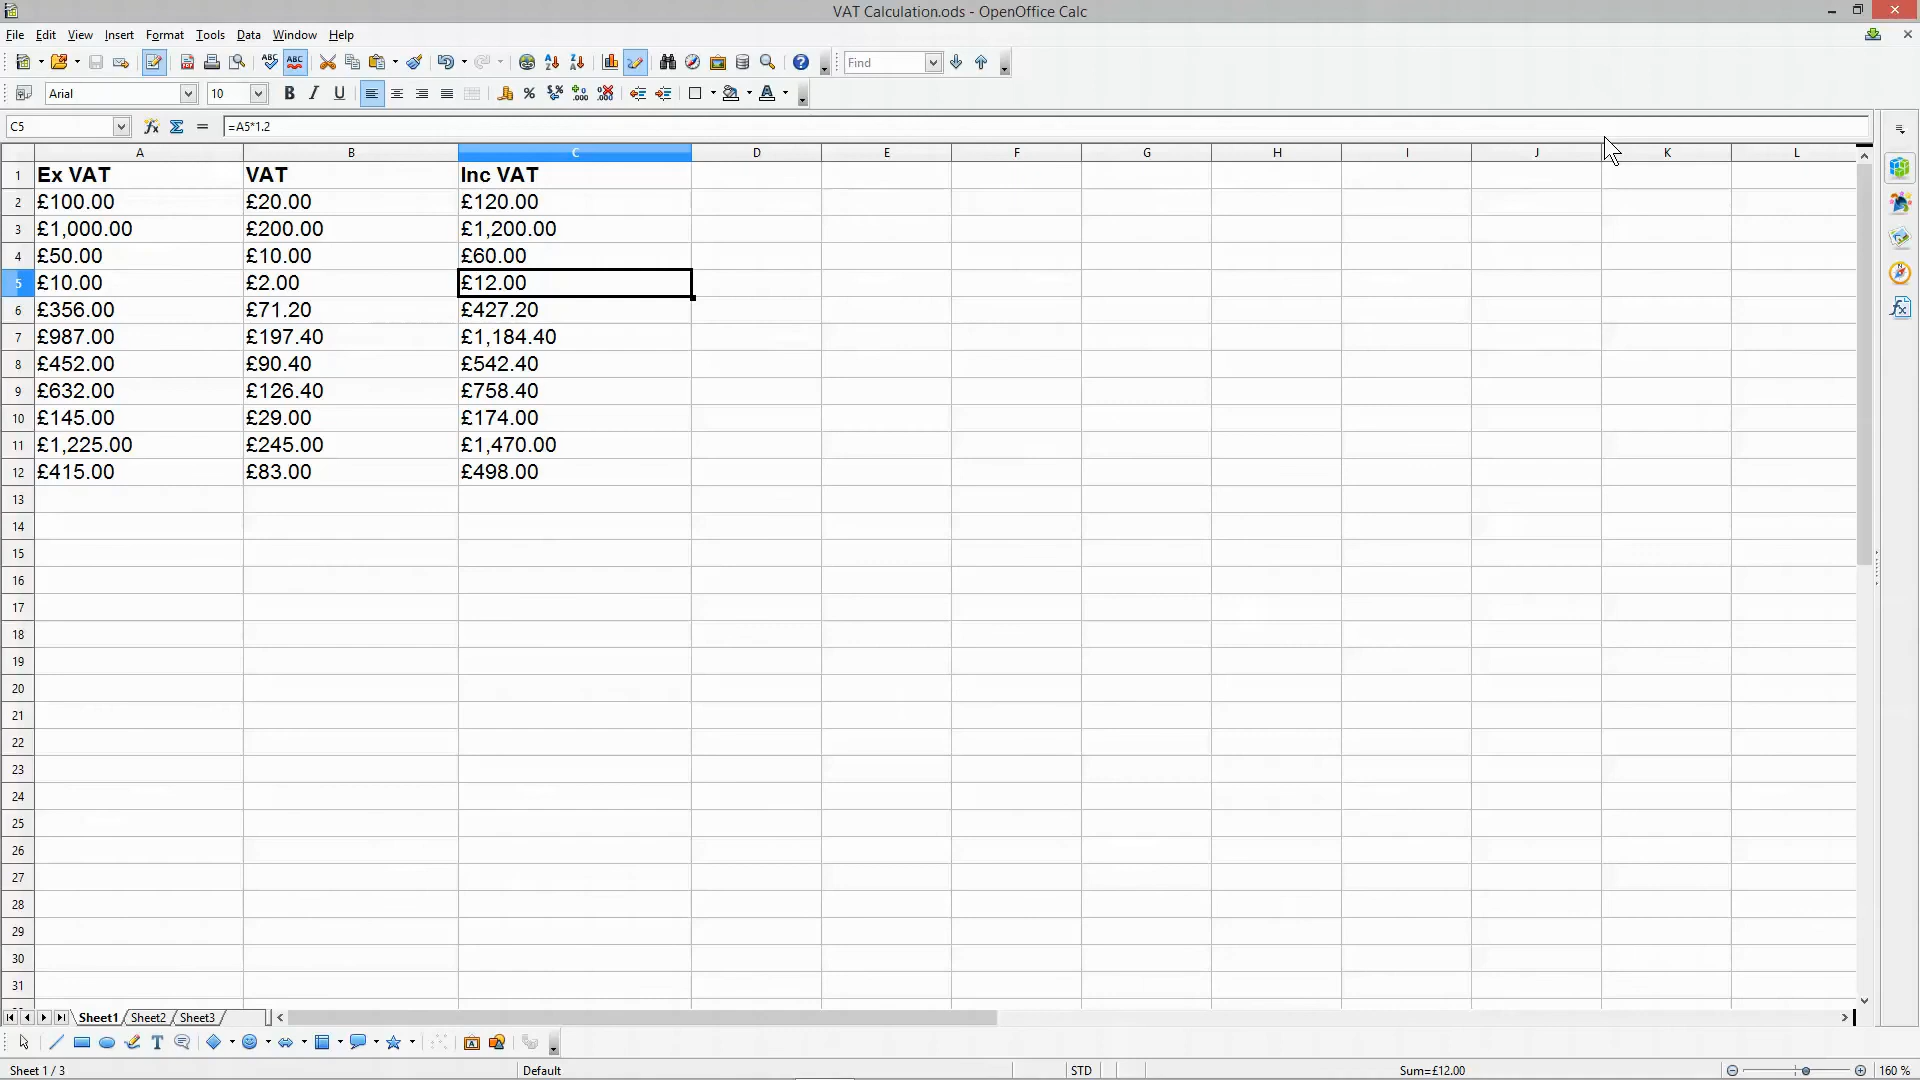 VAT Calculation.ods - OpenOffice Calc
File Edit View Insert Format Tools Data Window Help
Find
Arial 10
C5 =A5*1.2
A B C D E F G H I J K L
1 Ex VAT VAT Inc VAT
2 £100.00 £20.00 £120.00
3 £1,000.00 £200.00 £1,200.00
4 £50.00 £10.00 £60.00
5 £10.00 £2.00 £12.00
6 £356.00 £71.20 £427.20
7 £987.00 £197.40 £1,184.40
8 £452.00 £90.40 £542.40
9 £632.00 £126.40 £758.40
10 £145.00 £29.00 £174.00
11 £1,225.00 £245.00 £1,470.00
12 £415.00 £83.00 £498.00
13
14
15
16
17
18
19
20
21
22
23
24
25
26
27
28
29
30
31
Sheet1 Sheet2 Sheet3
Sheet 1 / 3 Default STD Sum=£12.00 160 %